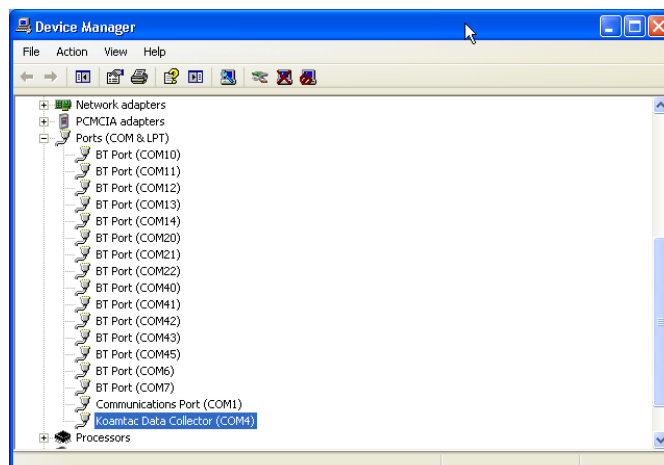 Device Manager
File Action View Help
Network adapters
PCMCIA adapters
Ports (COM & LPT)
BT Port (COM10)
BT Port (COM11)
BT Port (COM12)
BT Port (COM13)
BT Port (COM14)
BT Port (COM20)
BT Port (COM21)
BT Port (COM22)
BT Port (COM40)
BT Port (COM41)
BT Port (COM42)
BT Port (COM43)
BT Port (COM45)
BT Port (COM6)
BT Port (COM7)
Communications Port (COM1)
Koamtac Data Collector (COM4)
Processors